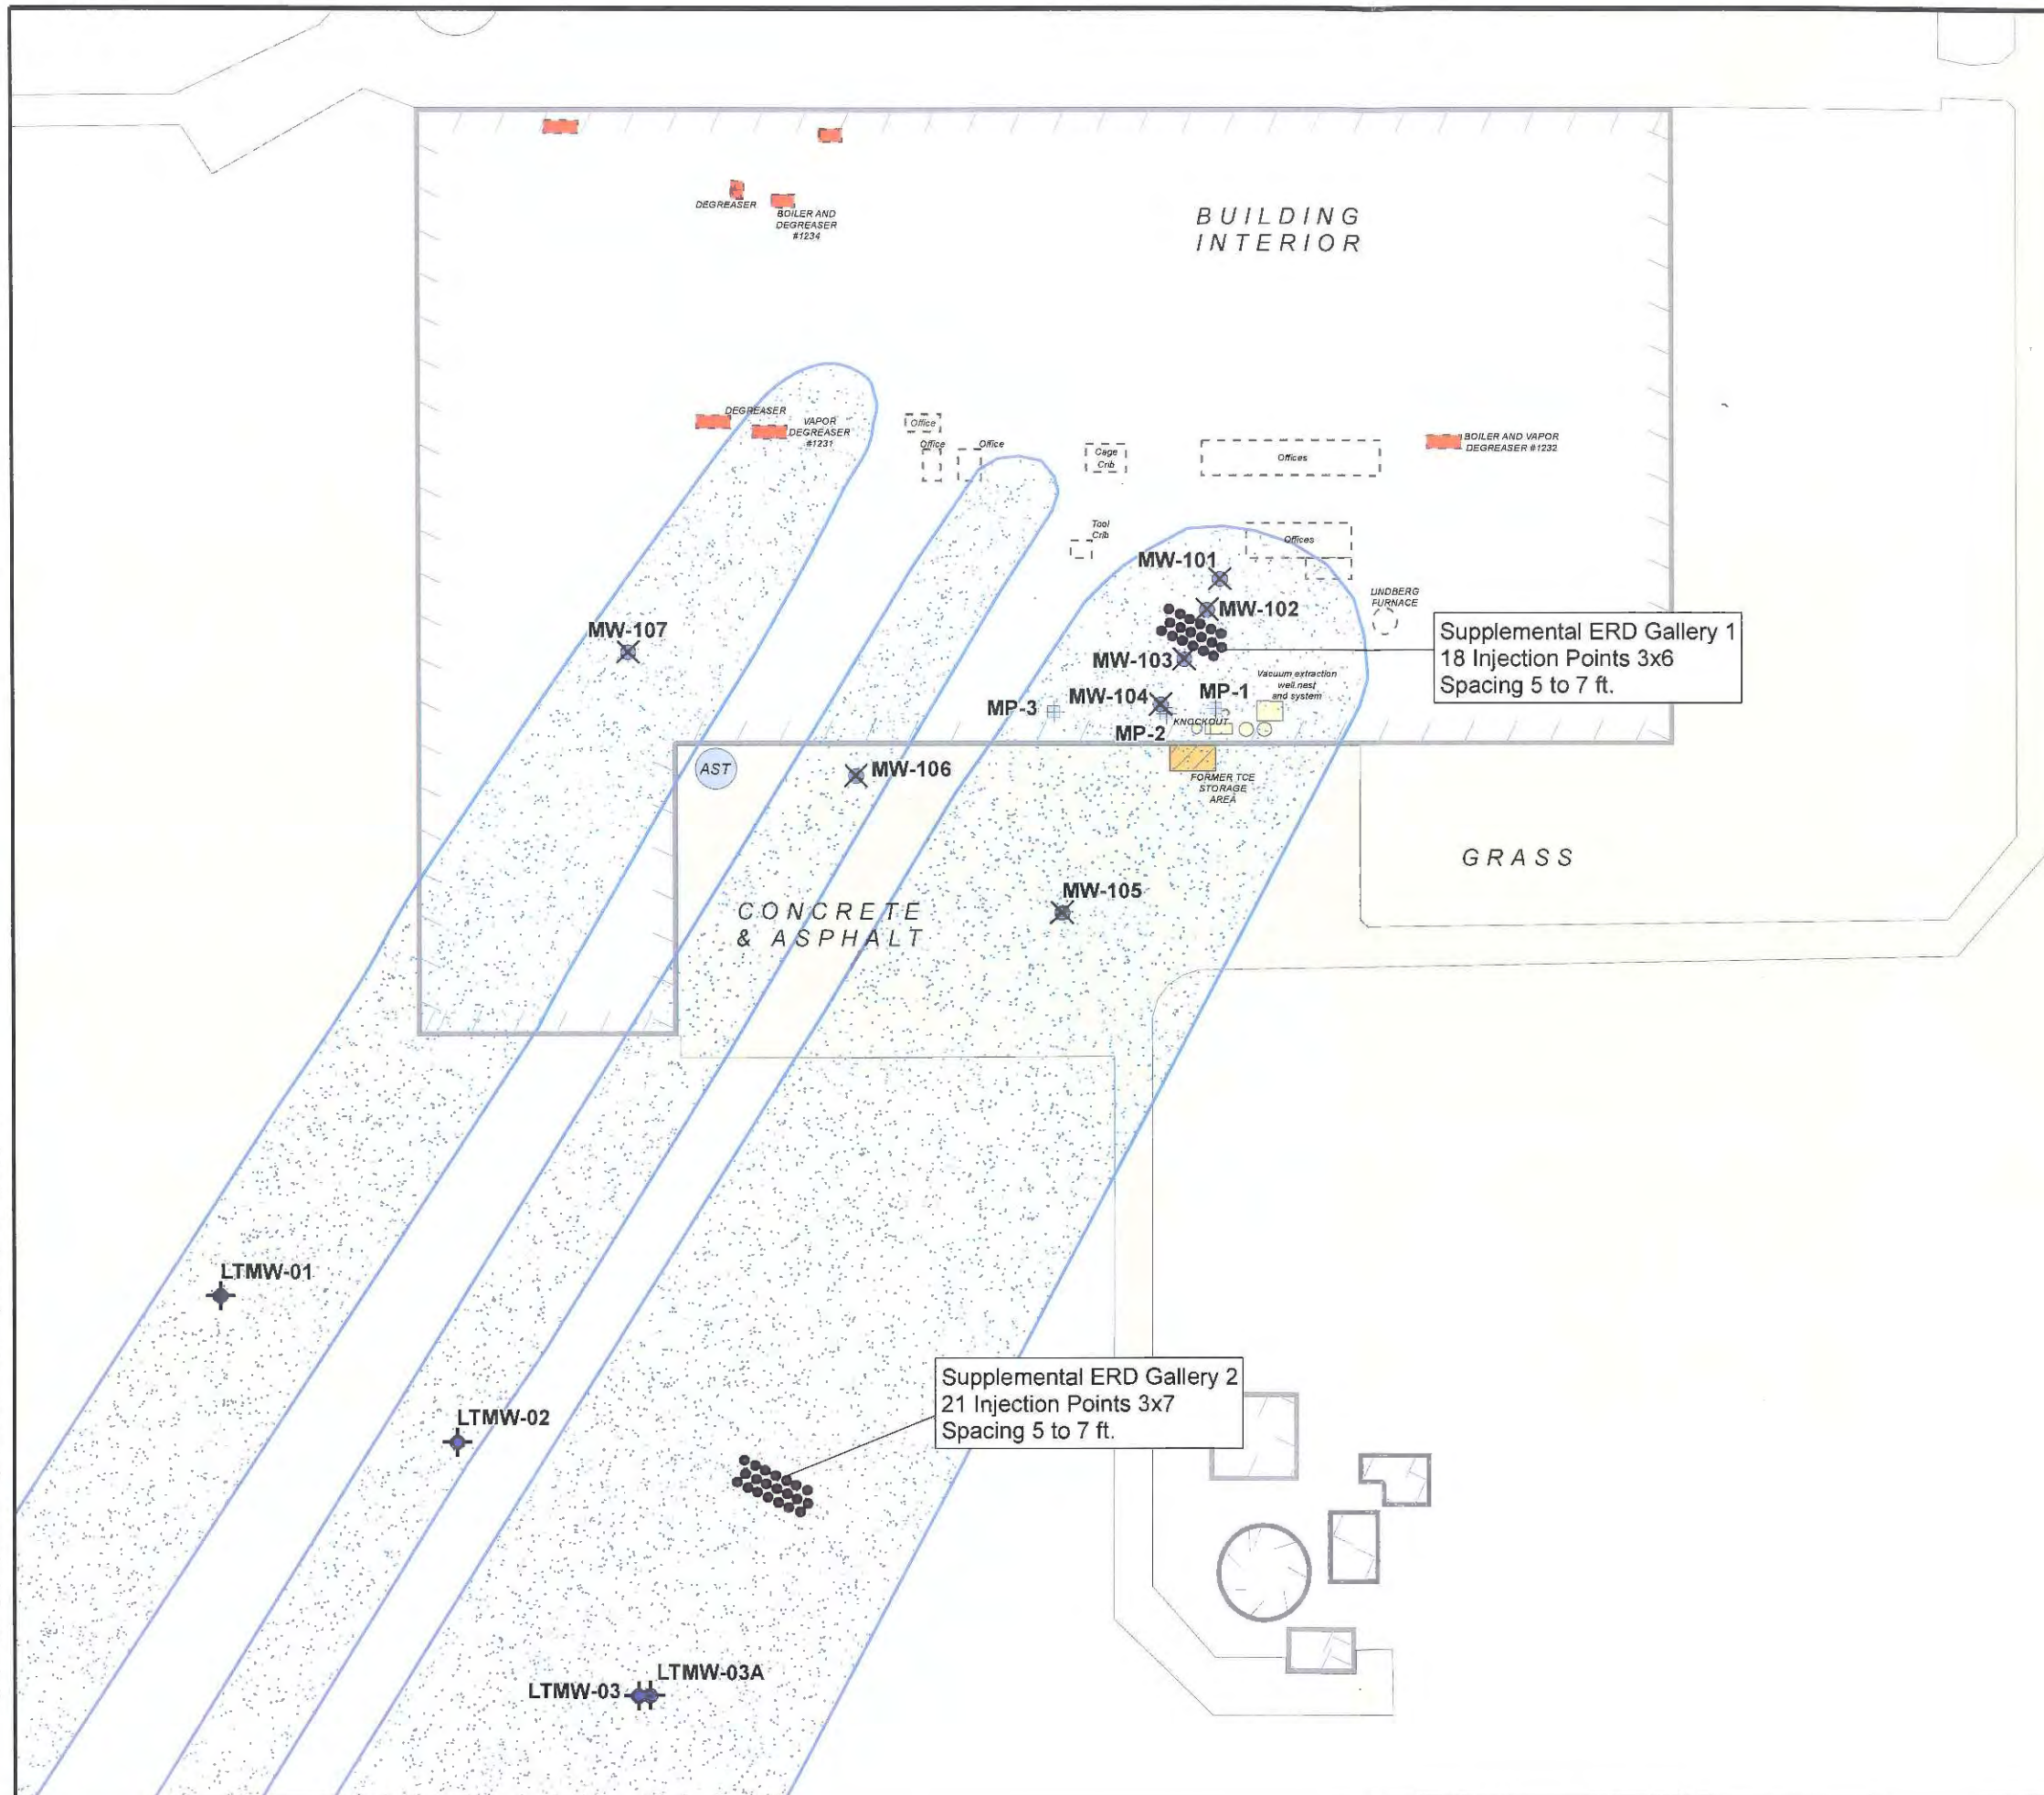 DEGREASER
BOILER AND
DEGREASER
#1234
BUILDING
INTERIOR
DEGREASER
VAPOR
DEGREASER
#1231
Office
Office
Office
Cage
Crib
Offices
BOILER AND VAPOR
DEGREASER #1232
Tool
Crib
Offices
MW-101
MW-102
LINDBERG
FURNACE
Supplemental ERD Gallery 1
18 Injection Points 3x6
Spacing 5 to 7 ft.
MW-107
MW-103
Vacuum extraction
well nest
and system
MW-104
MP-1
MP-3
KNOCKOUT
MP-2
AST
MW-106
FORMER TCE
STORAGE
AREA
GRASS
MW-105
CONCRETE
& ASPHALT
LTMW-01
Supplemental ERD Gallery 2
21 Injection Points 3x7
Spacing 5 to 7 ft.
LTMW-02
LTMW-03A
LTMW-03